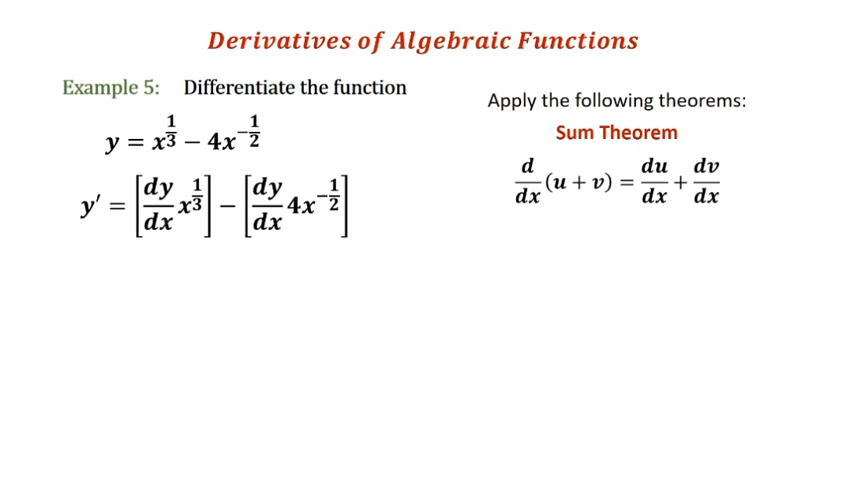 Derivatives of Algebraic Functions
Example 5: Differentiate the function
y = x^{1/3} − 4x^{−1/2}
y' = [dy/dx x^{1/3}] − [dy/dx 4x^{−1/2}]
Apply the following theorems:
Sum Theorem
d/dx (u + v) = du/dx + dv/dx